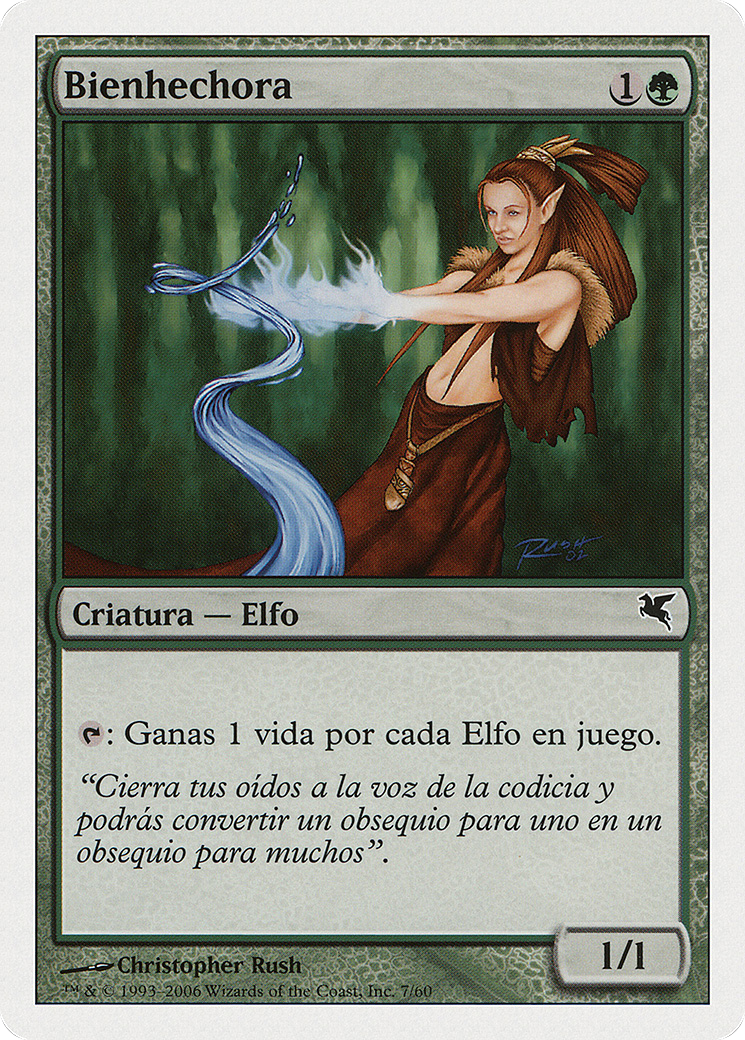 Bienhechora 1
RUSH
02
Criatura — Elfo
: Ganas 1 vida por cada Elfo en juego.
“Cierra tus oídos a la voz de la codicia y
podrás convertir un obsequio para uno en un
obsequio para muchos”.
1/1
Christopher Rush
™ & © 1993–2006 Wizards of the Coast, Inc. 7/60